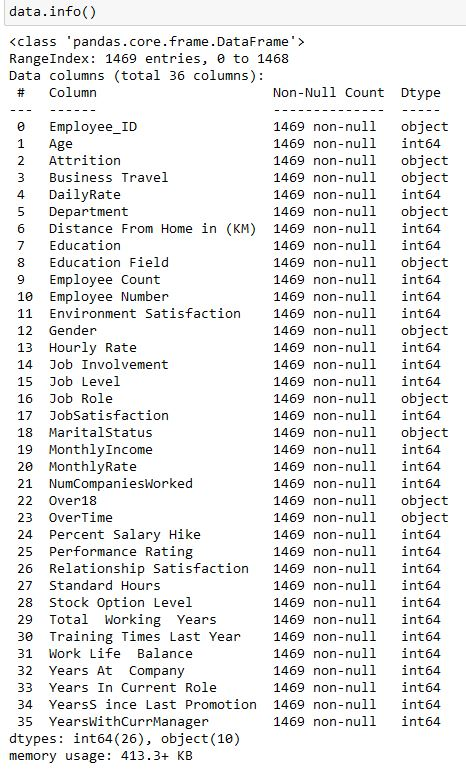 data.info()
<class 'pandas.core.frame.DataFrame'>
RangeIndex: 1469 entries, 0 to 1468
Data columns (total 36 columns):
 #   Column                     Non-Null Count  Dtype
---  ------                     --------------  -----
 0   Employee_ID                1469 non-null   object
 1   Age                        1469 non-null   int64
 2   Attrition                  1469 non-null   object
 3   Business Travel            1469 non-null   object
 4   DailyRate                  1469 non-null   int64
 5   Department                 1469 non-null   object
 6   Distance From Home in (KM) 1469 non-null   int64
 7   Education                  1469 non-null   int64
 8   Education Field            1469 non-null   object
 9   Employee Count             1469 non-null   int64
 10  Employee Number            1469 non-null   int64
 11  Environment Satisfaction   1469 non-null   int64
 12  Gender                     1469 non-null   object
 13  Hourly Rate                1469 non-null   int64
 14  Job Involvement            1469 non-null   int64
 15  Job Level                  1469 non-null   int64
 16  Job Role                   1469 non-null   object
 17  JobSatisfaction            1469 non-null   int64
 18  MaritalStatus              1469 non-null   object
 19  MonthlyIncome              1469 non-null   int64
 20  MonthlyRate                1469 non-null   int64
 21  NumCompaniesWorked         1469 non-null   int64
 22  Over18                     1469 non-null   object
 23  OverTime                   1469 non-null   object
 24  Percent Salary Hike        1469 non-null   int64
 25  Performance Rating         1469 non-null   int64
 26  Relationship Satisfaction  1469 non-null   int64
 27  Standard Hours             1469 non-null   int64
 28  Stock Option Level         1469 non-null   int64
 29  Total  Working  Years      1469 non-null   int64
 30  Training Times Last Year   1469 non-null   int64
 31  Work Life  Balance         1469 non-null   int64
 32  Years At  Company          1469 non-null   int64
 33  Years In Current Role      1469 non-null   int64
 34  YearsS ince Last Promotion 1469 non-null   int64
 35  YearsWithCurrManager       1469 non-null   int64
dtypes: int64(26), object(10)
memory usage: 413.3+ KB